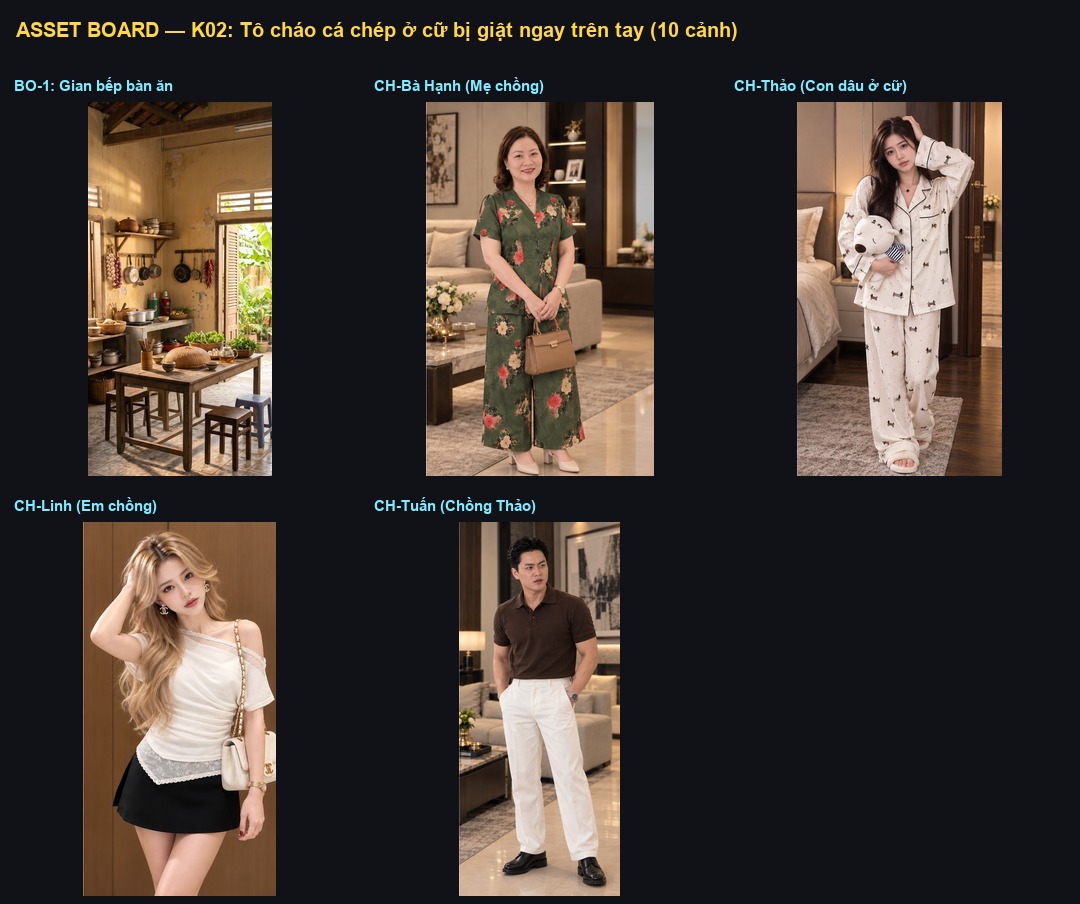 ASSET BOARD — K02: Tô cháo cá chép ở cữ bị giật ngay trên tay (10 cảnh)
BO-1: Gian bếp bàn ăn
CH-Bà Hạnh (Mẹ chồng)
CH-Thảo (Con dâu ở cữ)
CH-Linh (Em chồng)
CH-Tuấn (Chồng Thảo)